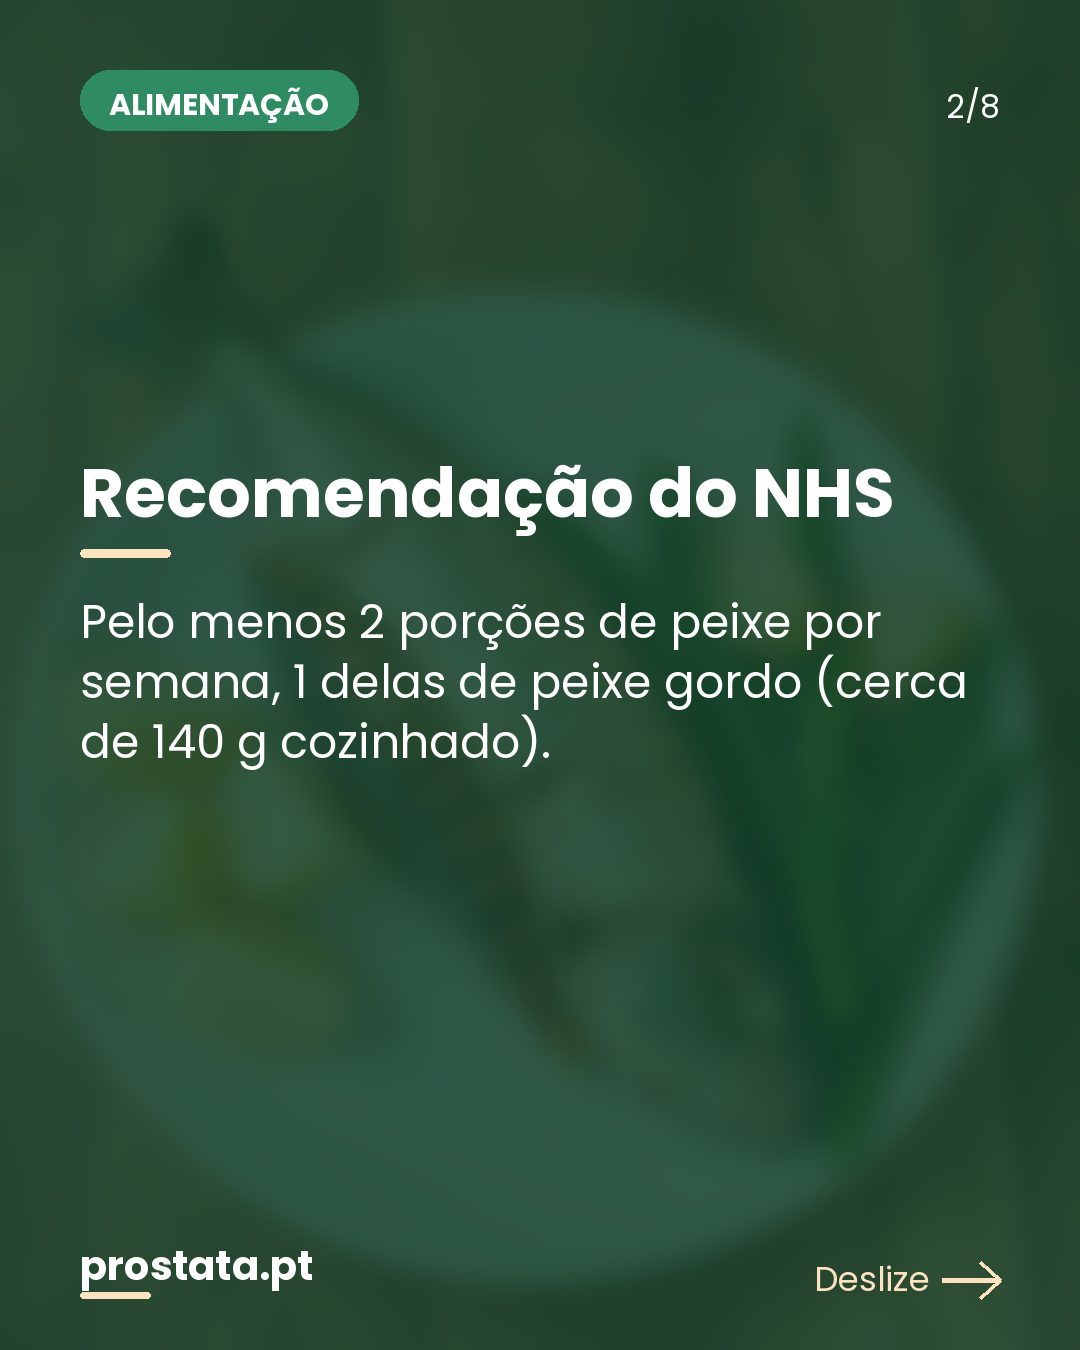 ALIMENTAÇÃO
2/8
Recomendação do NHS
Pelo menos 2 porções de peixe por
semana, 1 delas de peixe gordo (cerca
de 140 g cozinhado).
prostata.pt
Deslize